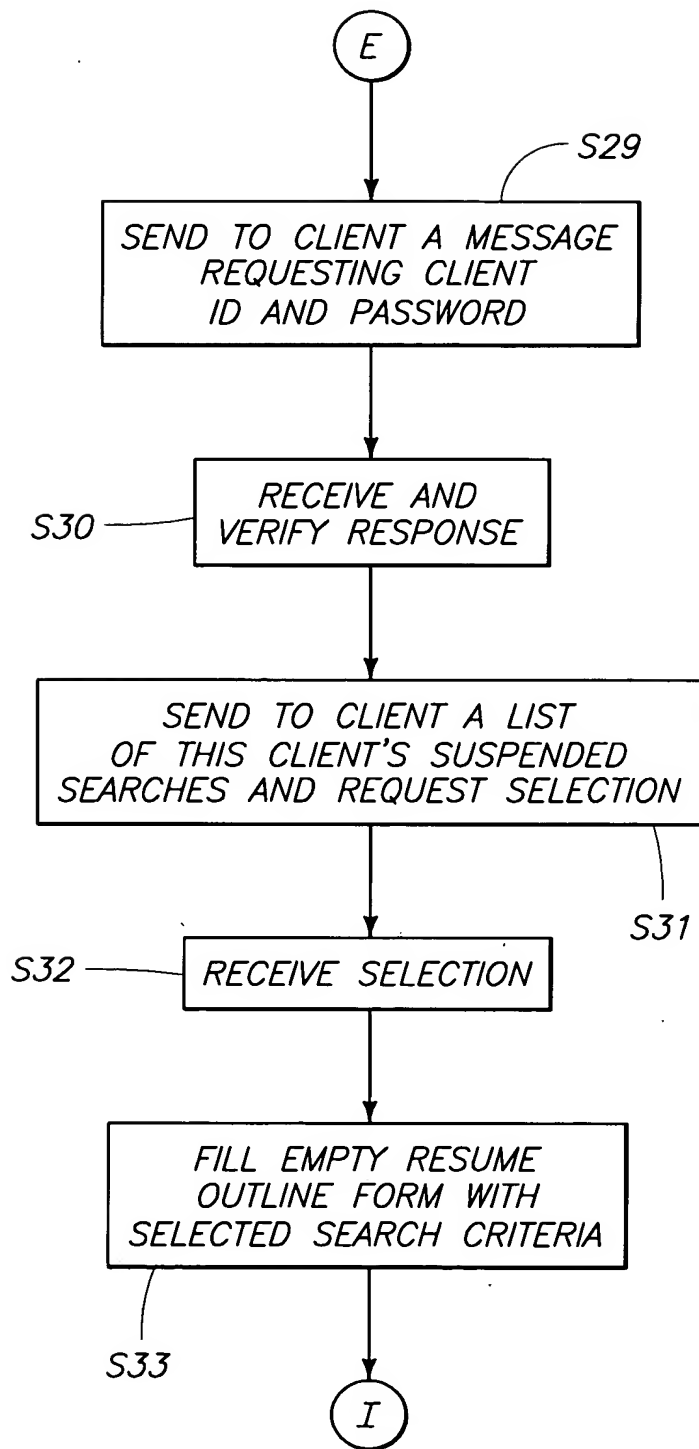 E
S29
SEND TO CLIENT A MESSAGE
REQUESTING CLIENT
ID AND PASSWORD
S30
RECEIVE AND
VERIFY RESPONSE
SEND TO CLIENT A LIST
OF THIS CLIENT'S SUSPENDED
SEARCHES AND REQUEST SELECTION
S31
S32
RECEIVE SELECTION
FILL EMPTY RESUME
OUTLINE FORM WITH
SELECTED SEARCH CRITERIA
S33
I